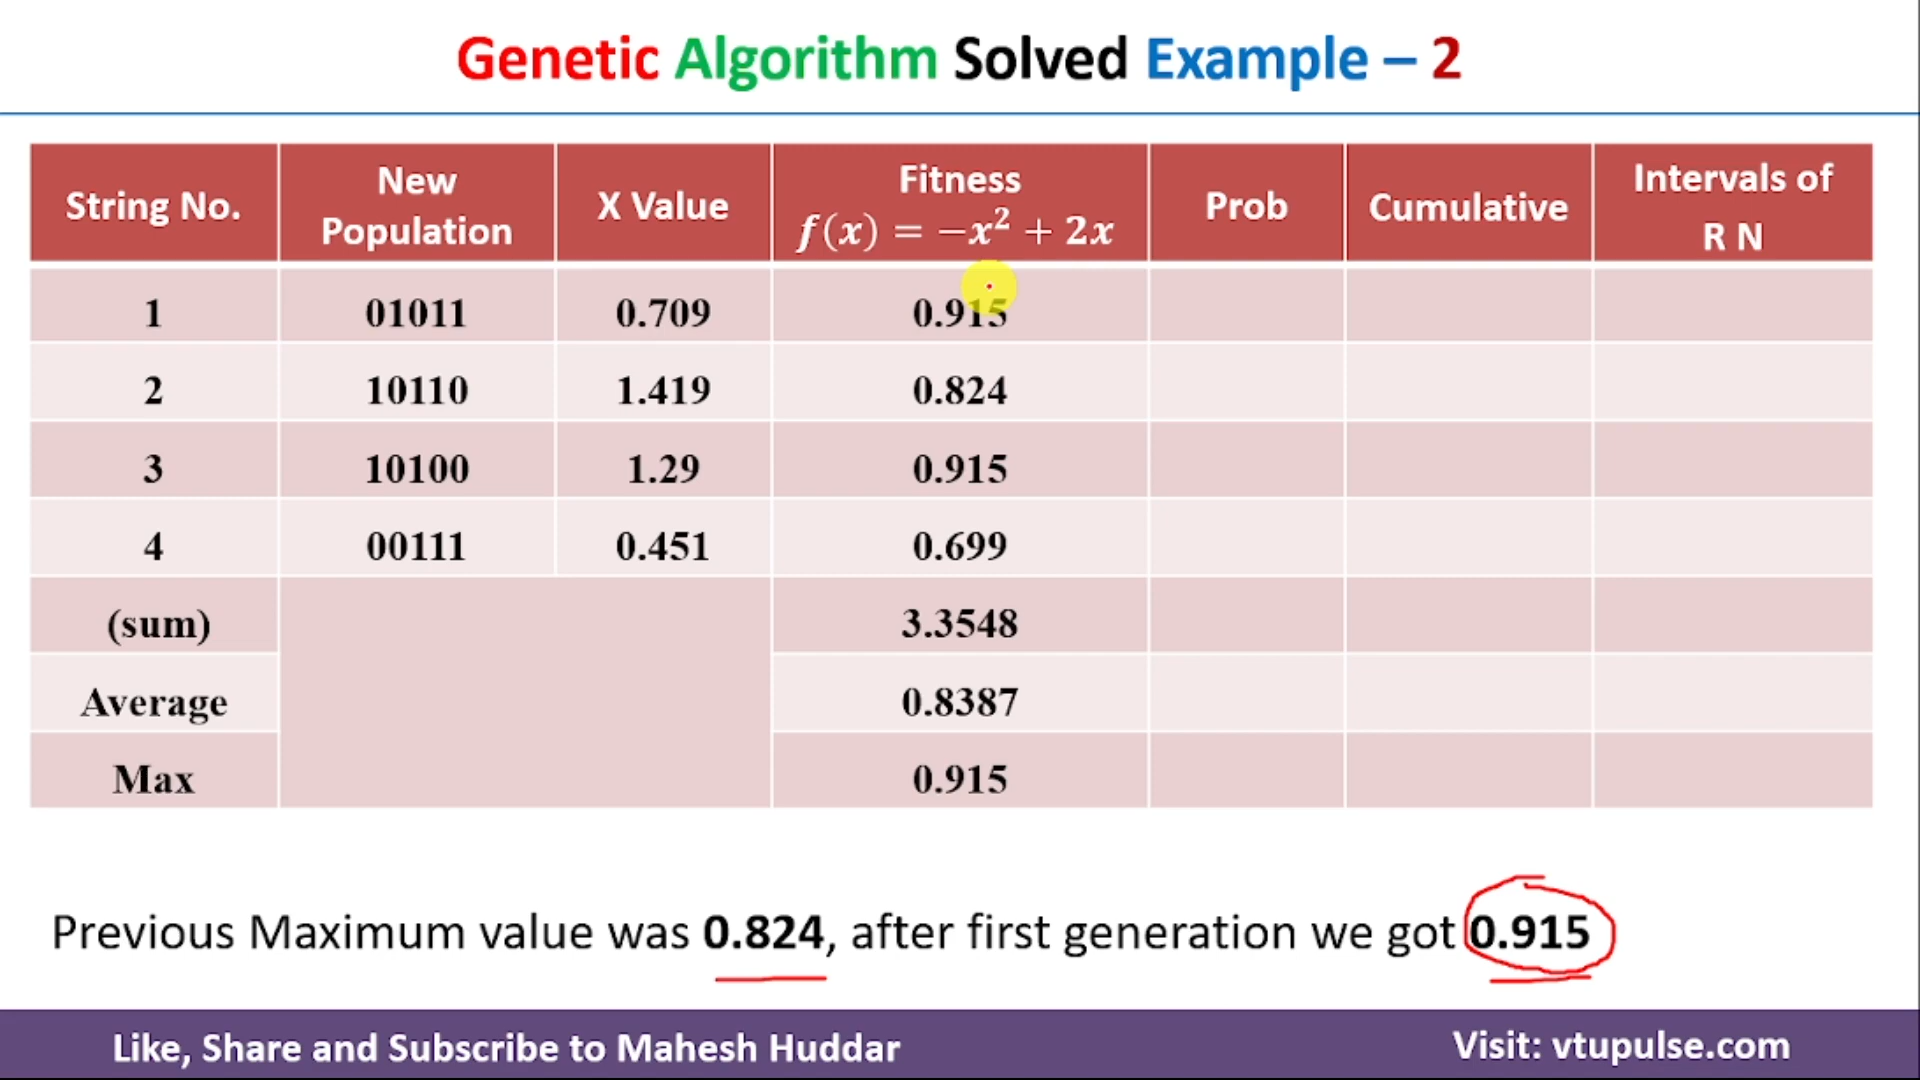 Genetic Algorithm Solved Example – 2
String No. New Population X Value Fitness f(x) = −x² + 2x Prob Cumulative Intervals of R N
1 01011 0.709 0.915
2 10110 1.419 0.824
3 10100 1.29 0.915
4 00111 0.451 0.699
(sum) 3.3548
Average 0.8387
Max 0.915
Previous Maximum value was 0.824, after first generation we got 0.915
Like, Share and Subscribe to Mahesh Huddar Visit: vtupulse.com